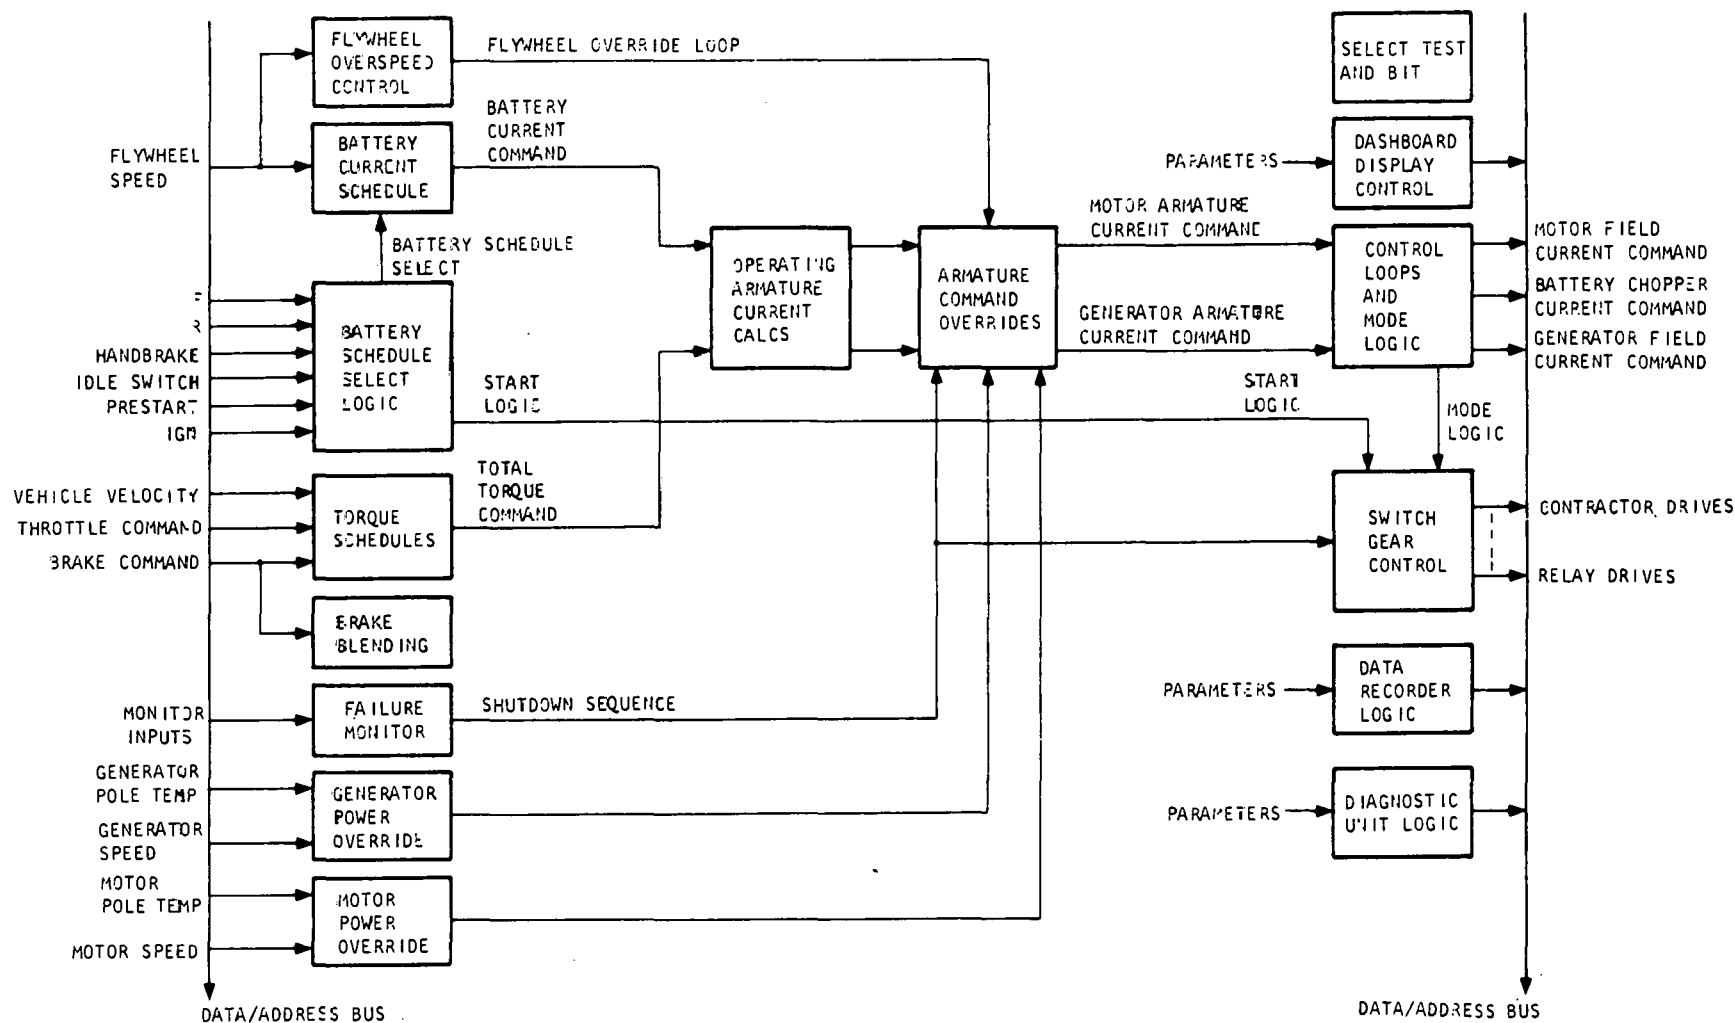 FLYWHEEL
OVERSPEED
CONTROL
FLYWHEEL OVERRIDE LOOP
BATTERY
CURRENT
COMMAND
FLYWHEEL
SPEED
BATTERY
CURRENT
SCHEDULE
BATTERY SCHEDULE
SELECT
F
R
HANDBRAKE
IDLE SWITCH
PRESTART
IGN
BATTERY
SCHEDULE
SELECT
LOGIC
START
LOGIC
VEHICLE VELOCITY
THROTTLE COMMAND
BRAKE COMMAND
TORQUE
SCHEDULES
TOTAL
TORQUE
COMMAND
BRAKE
BLENDING
MONITOR
INPUTS
FAILURE
MONITOR
SHUTDOWN SEQUENCE
GENERATOR
POLE TEMP
GENERATOR
SPEED
GENERATOR
POWER
OVERRIDE
MOTOR
POLE TEMP
MOTOR SPEED
MOTOR
POWER
OVERRIDE
DATA/ADDRESS BUS
OPERATING
ARMATURE
CURRENT
CALCS
ARMATURE
COMMAND
OVERRIDES
MOTOR ARMATURE
CURRENT COMMAND
GENERATOR ARMATURE
CURRENT COMMAND
START
LOGIC
SELECT TEST
AND BIT
PARAMETERS
DASHBOARD
DISPLAY
CONTROL
CONTROL
LOOPS
AND
MODE
LOGIC
MOTOR FIELD
CURRENT COMMAND
BATTERY CHOPPER
CURRENT COMMAND
GENERATOR FIELD
CURRENT COMMAND
MODE
LOGIC
SWITCH
GEAR
CONTROL
CONTRACTOR DRIVES
RELAY DRIVES
PARAMETERS
DATA
RECORDER
LOGIC
PARAMETERS
DIAGNOSTIC
UNIT LOGIC
DATA/ADDRESS BUS